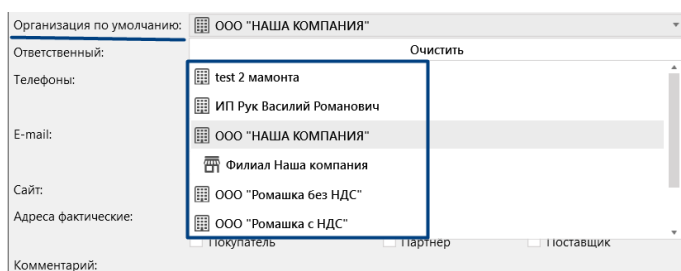 Организация по умолчанию: ООО "НАША КОМПАНИЯ"
Ответственный: Очистить
Телефоны: test 2 мамонта
ИП Рук Василий Романович
E-mail: ООО "НАША КОМПАНИЯ"
Филиал Наша компания
Сайт: ООО "Ромашка без НДС"
Адреса фактические: ООО "Ромашка с НДС"
Покупатель Партнер Поставщик
Комментарий: